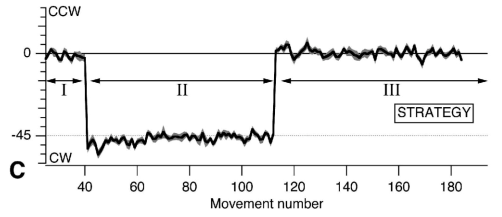 CCW
0
I II III
STRATEGY
-45
CW
C
40 60 80 100 120 140 160 180
Movement number